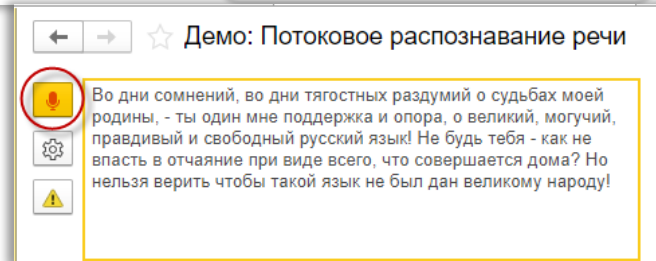 Демо: Потоковое распознавание речи
Во дни сомнений, во дни тягостных раздумий о судьбах моей
родины, - ты один мне поддержка и опора, о великий, могучий,
правдивый и свободный русский язык! Не будь тебя - как не
впасть в отчаяние при виде всего, что совершается дома? Но
нельзя верить чтобы такой язык не был дан великому народу!